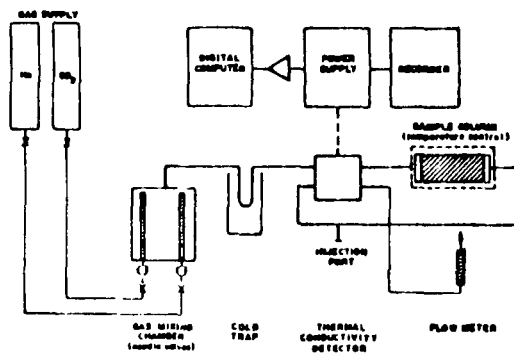 GAS SUPPLY
He
SO2
DIGITAL
COMPUTER
POWER
SUPPLY
RECORDER
SAMPLE COLUMN
(temperature control)
INJECTION
PORT
GAS MIXING
CHAMBER
(needle valves)
COLD
TRAP
THERMAL
CONDUCTIVITY
DETECTOR
FLOW METER